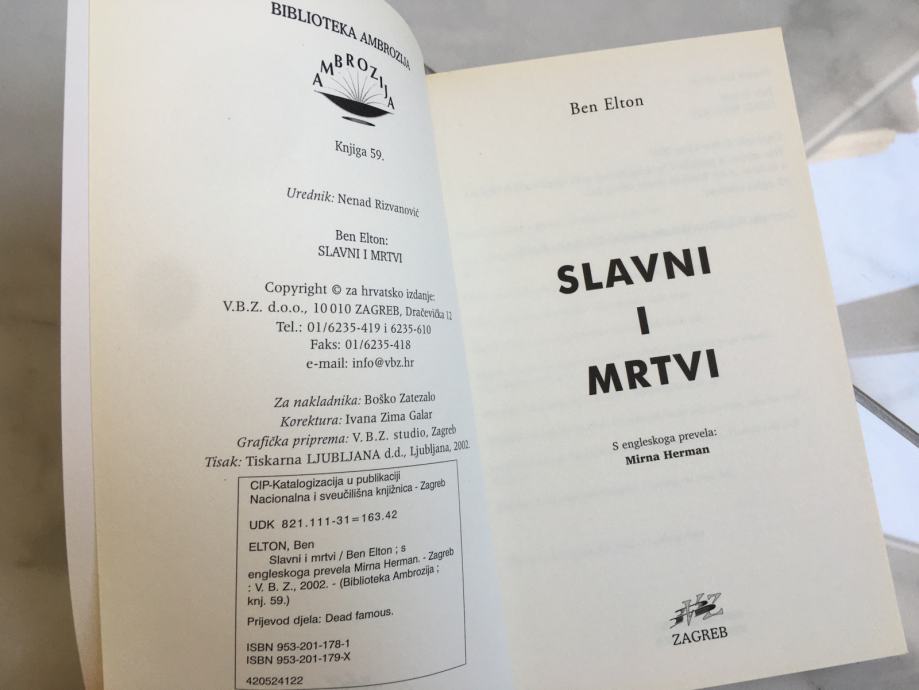 BIBLIOTEKA AMBROZIJA
AMBROZIJA
Knjiga 59.
Urednik: Nenad Rizvanović
Ben Elton:
SLAVNI I MRTVI
Copyright © za hrvatsko izdanje:
V.B.Z. d.o.o., 10 010 ZAGREB, Dračevička 12
Tel.: 01/6235-419 i 6235-610
Faks: 01/6235-418
e-mail: info@vbz.hr
Za nakladnika: Boško Zatezalo
Korektura: Ivana Zima Galar
Grafička priprema: V.B.Z. studio, Zagreb
Tisak: Tiskarna LJUBLJANA d.d., Ljubljana, 2002.
CIP-Katalogizacija u publikaciji
Nacionalna i sveučilišna knjižnica - Zagreb
UDK 821.111-31=163.42
ELTON, Ben
Slavni i mrtvi / Ben Elton ; s
engleskoga prevela Mirna Herman. - Zagreb
: V. B. Z., 2002. - (Biblioteka Ambrozija ;
knj. 59.)
Prijevod djela: Dead famous.
ISBN 953-201-178-1
ISBN 953-201-179-X
420524122
Ben Elton
SLAVNI
I
MRTVI
S engleskoga prevela:
Mirna Herman
VBZ
ZAGREB